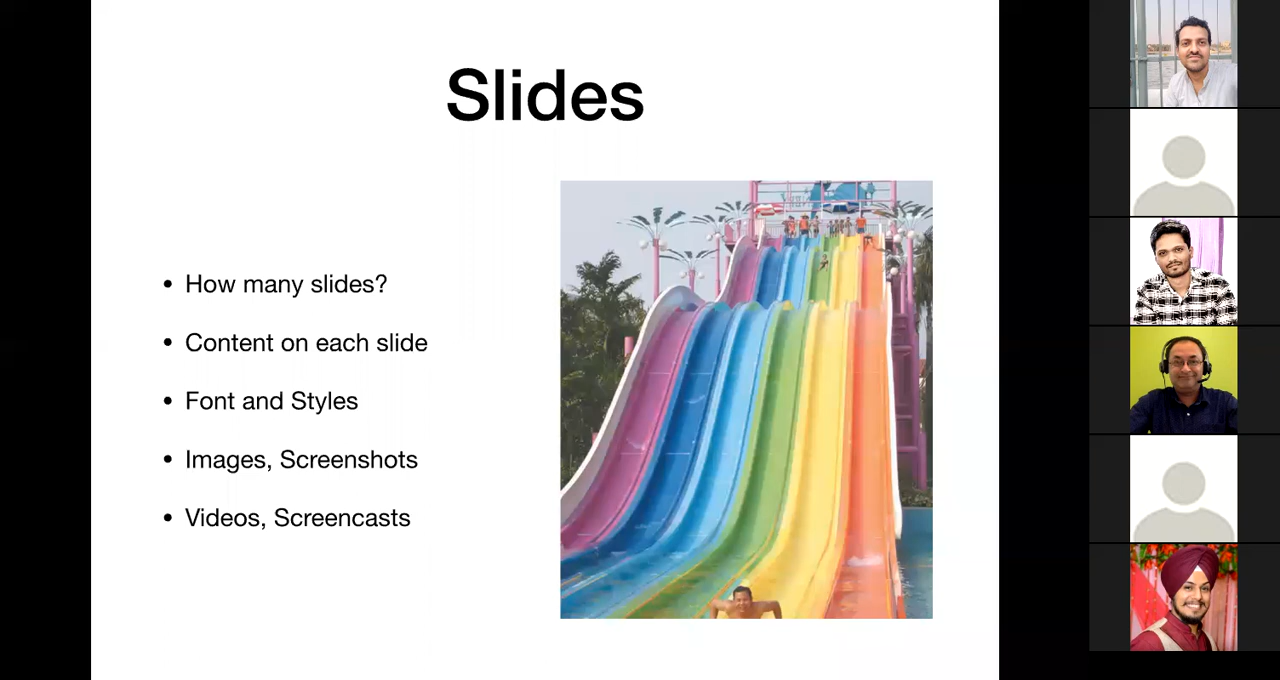 Slides
• How many slides?
• Content on each slide
• Font and Styles
• Images, Screenshots
• Videos, Screencasts